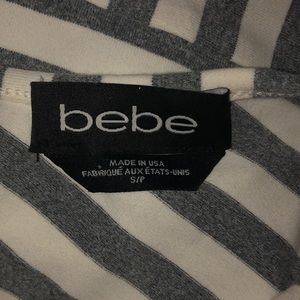 bebe
MADE IN USA
FABRIQUÉ AUX ÉTATS-UNIS
S/P